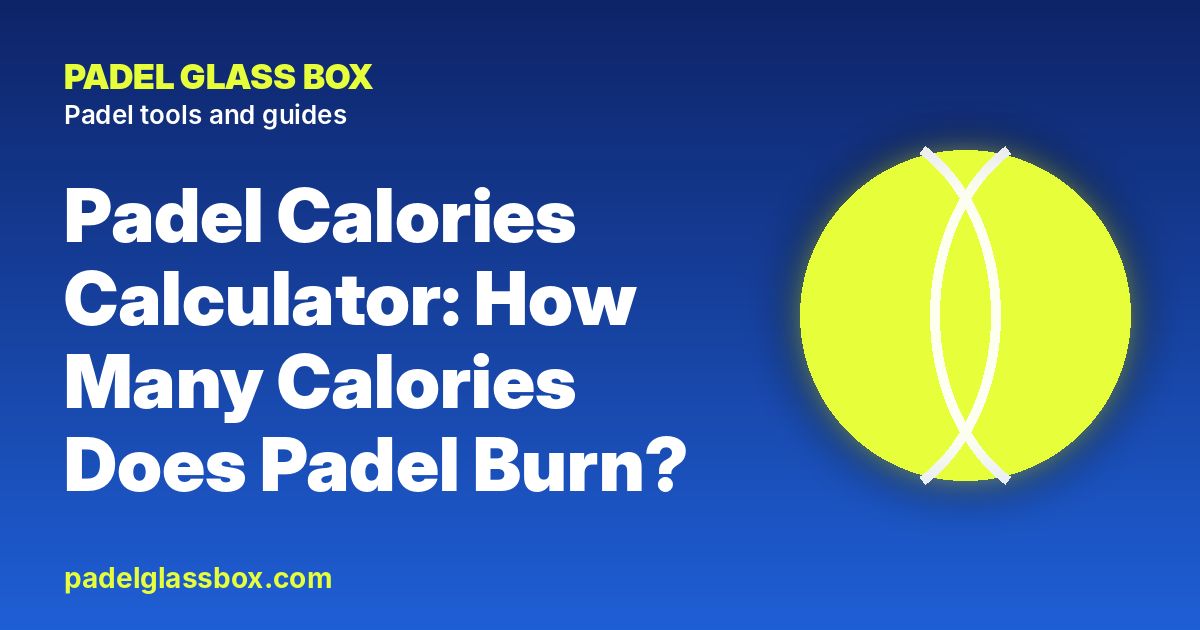 PADEL GLASS BOX
Padel tools and guides
Padel Calories
Calculator: How
Many Calories
Does Padel Burn?
padelglassbox.com